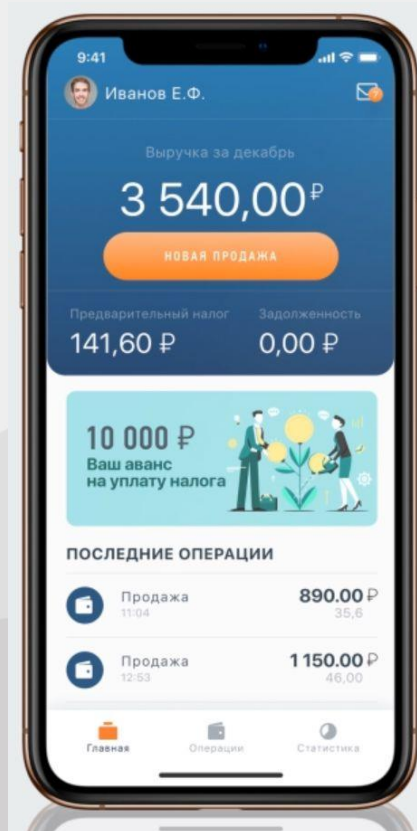 9:41
Иванов Е.Ф.
Выручка за декабрь
3 540,00 ₽
НОВАЯ ПРОДАЖА
Предварительный налог
Задолженность
141,60 ₽
0,00 ₽
10 000 ₽
Ваш аванс
на уплату налога
ПОСЛЕДНИЕ ОПЕРАЦИИ
Продажа
890.00 ₽
11:04
35,6
Продажа
1 150.00 ₽
12:53
46,00
Главная
Операции
Статистика